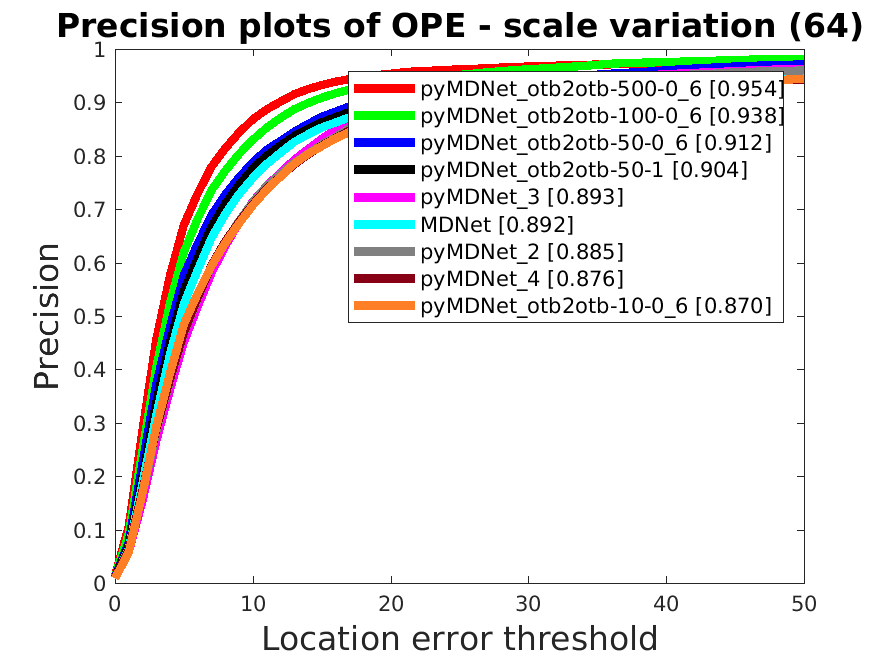 Precision plots of OPE - scale variation (64)
1
0.9
0.8
0.7
0.6
0.5
0.4
0.3
0.2
0.1
0
Precision
pyMDNet_otb2otb-500-0_6 [0.954]
pyMDNet_otb2otb-100-0_6 [0.938]
pyMDNet_otb2otb-50-0_6 [0.912]
pyMDNet_otb2otb-50-1 [0.904]
pyMDNet_3 [0.893]
MDNet [0.892]
pyMDNet_2 [0.885]
pyMDNet_4 [0.876]
pyMDNet_otb2otb-10-0_6 [0.870]
0 10 20 30 40 50
Location error threshold